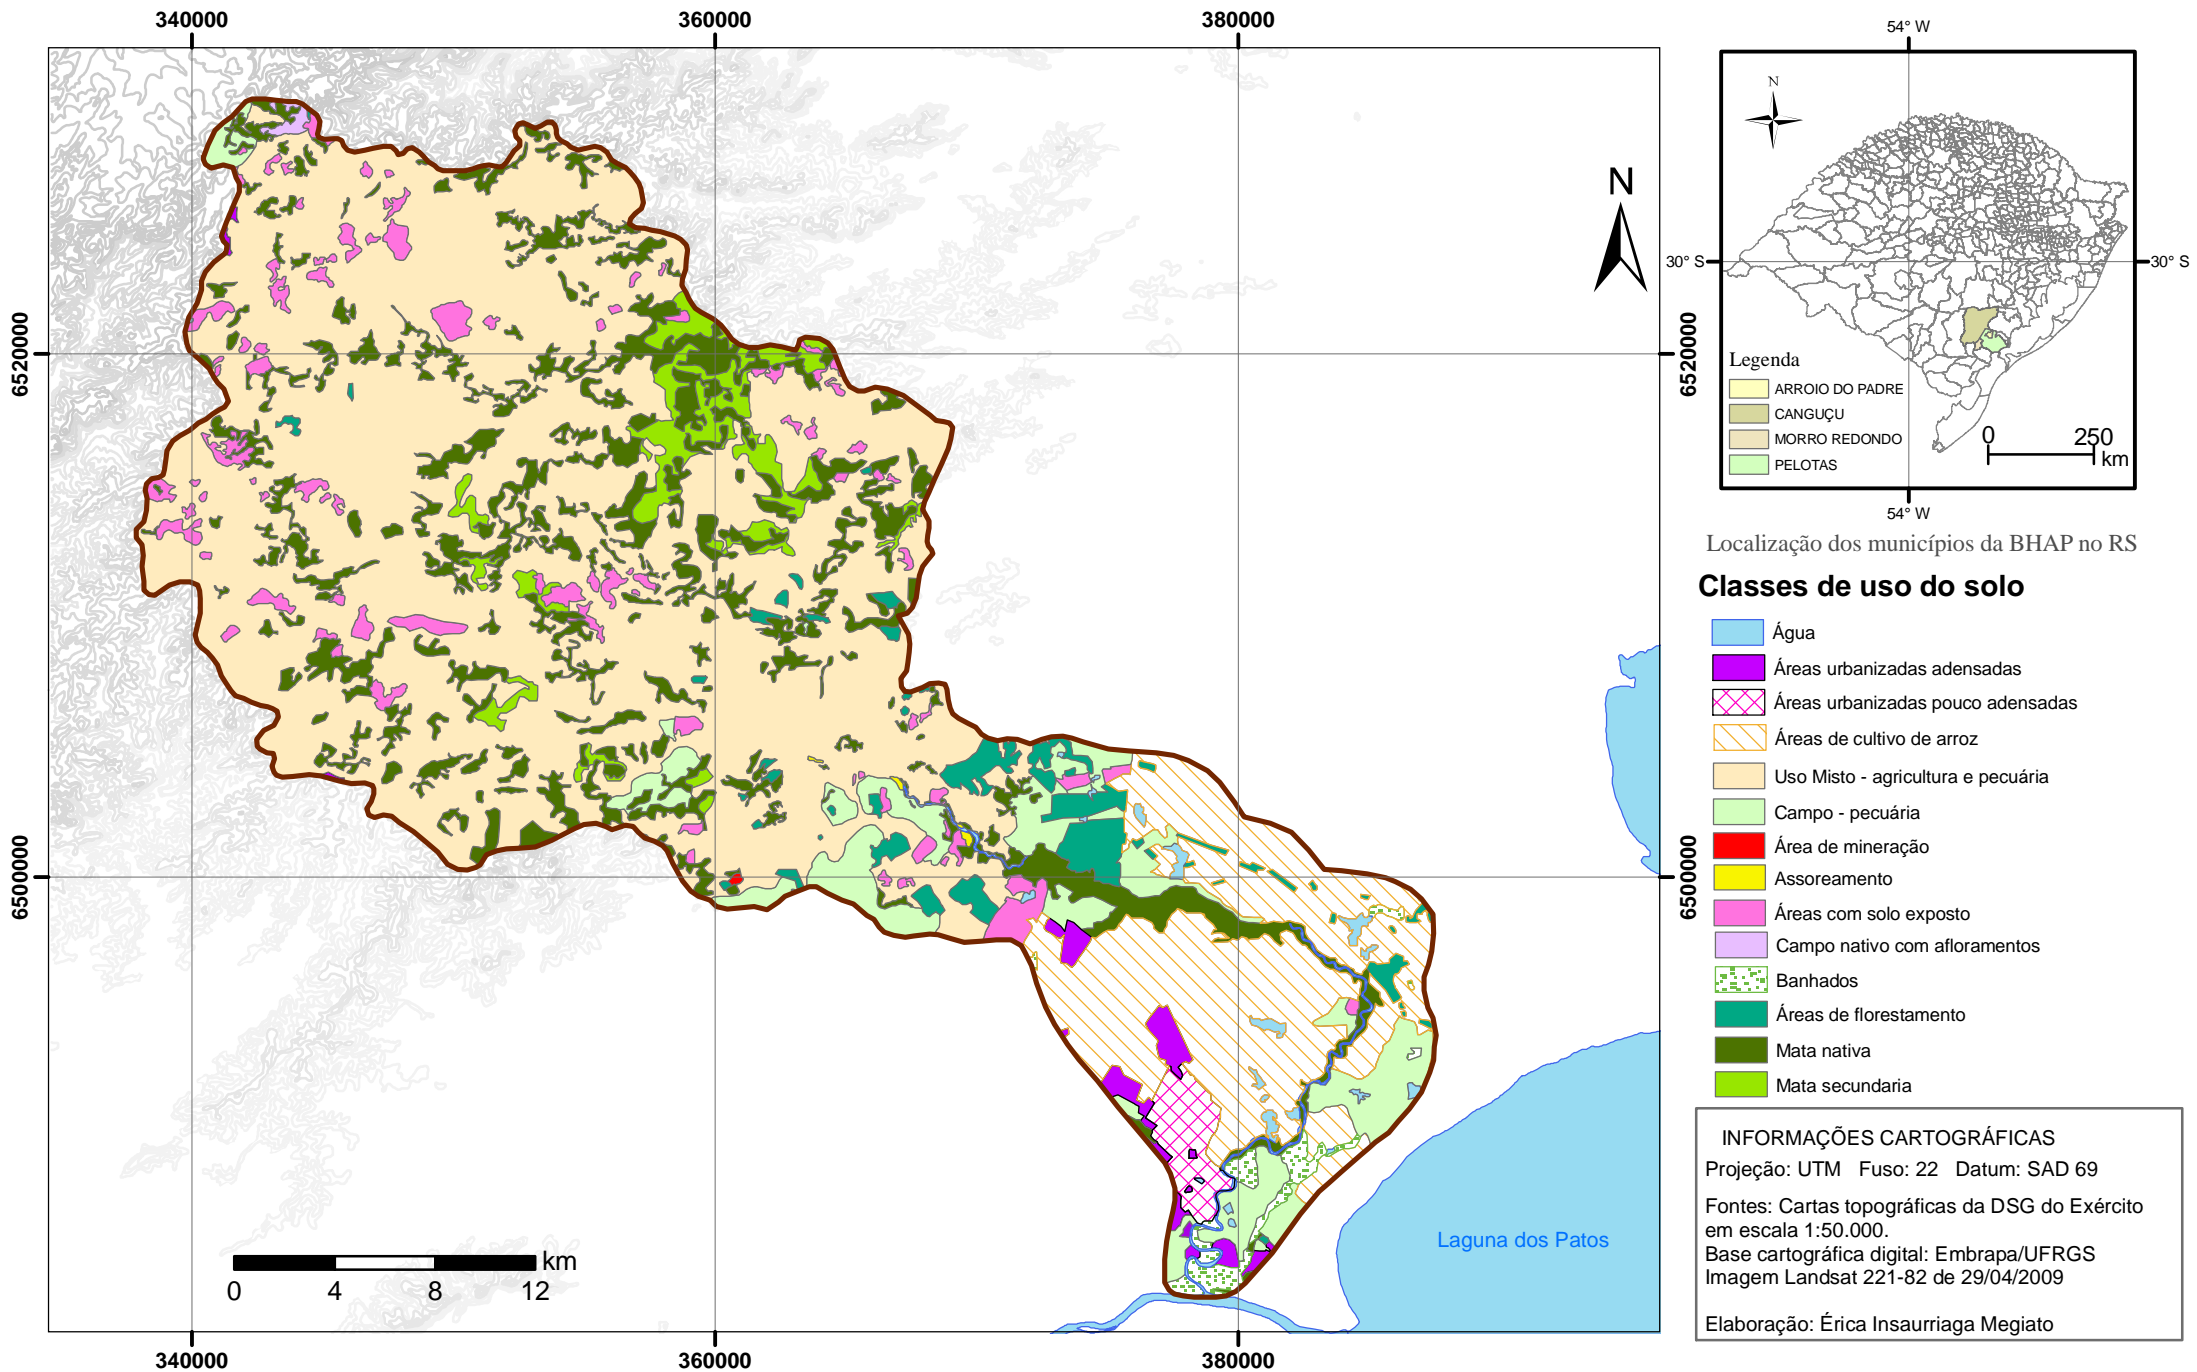 340000
360000
380000
54° W
N
N
30° S
30° S
6520000
6520000
Legenda
ARROIO DO PADRE
CANGUÇU
MORRO REDONDO
PELOTAS
0
250
km
54° W
Localização dos municípios da BHAP no RS
Classes de uso do solo
Água
Áreas urbanizadas adensadas
Áreas urbanizadas pouco adensadas
Áreas de cultivo de arroz
Uso Misto - agricultura e pecuária
Campo - pecuária
Área de mineração
Assoreamento
Áreas com solo exposto
Campo nativo com afloramentos
Banhados
Áreas de florestamento
Mata nativa
Mata secundaria
6500000
6500000
INFORMAÇÕES CARTOGRÁFICAS
Projeção: UTM Fuso: 22 Datum: SAD 69
Fontes: Cartas topográficas da DSG do Exército
em escala 1:50.000.
Base cartográfica digital: Embrapa/UFRGS
Imagem Landsat 221-82 de 29/04/2009
Elaboração: Érica Insaurriaga Megiato
Laguna dos Patos
km
0 4 8 12
340000
360000
380000